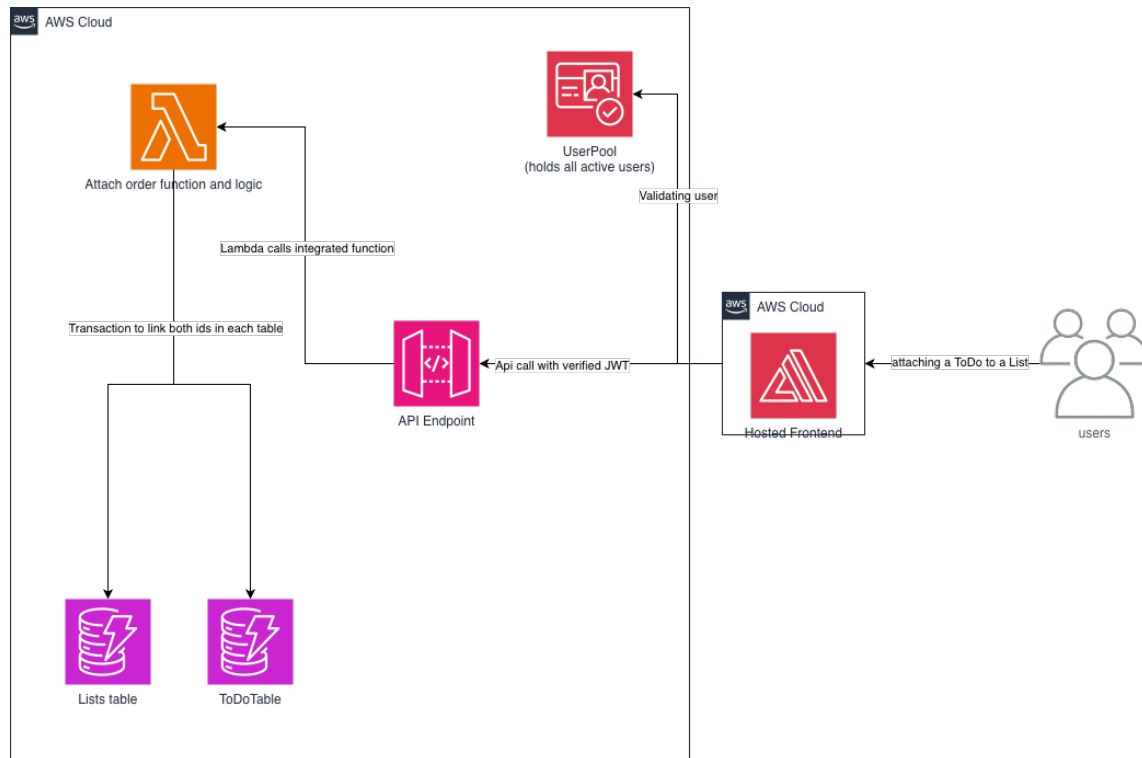 aws AWS Cloud
UserPool
(holds all active users)
Attach order function and logic
Validating user
Lambda calls integrated function
aws AWS Cloud
Transaction to link both ids in each table
Api call with verified JWT
attaching a ToDo to a List
API Endpoint
Hosted Frontend
users
Lists table
ToDoTable